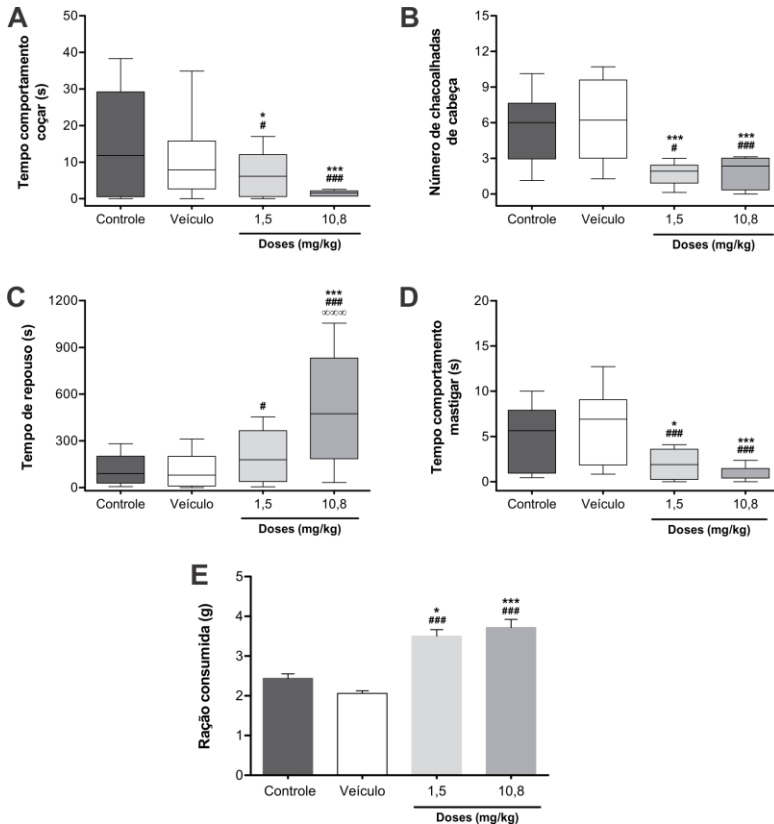 A
Tempo comportamento
coçar (s)
50
40
30
20
10
0
*
#
***
###
Controle
Veículo
1,5
10,8
Doses (mg/kg)
B
Número de chacoalhadas
de cabeça
15
12
9
6
3
0
***
#
***
###
Controle
Veículo
1,5
10,8
Doses (mg/kg)
C
Tempo de repouso (s)
1200
900
600
300
0
#
***
###
∞∞∞
Controle
Veículo
1,5
10,8
Doses (mg/kg)
D
Tempo comportamento
mastigar (s)
20
15
10
5
0
*
###
***
###
Controle
Veículo
1,5
10,8
Doses (mg/kg)
E
Ração consumida (g)
5
4
3
2
1
0
*
###
***
###
Controle
Veículo
1,5
10,8
Doses (mg/kg)